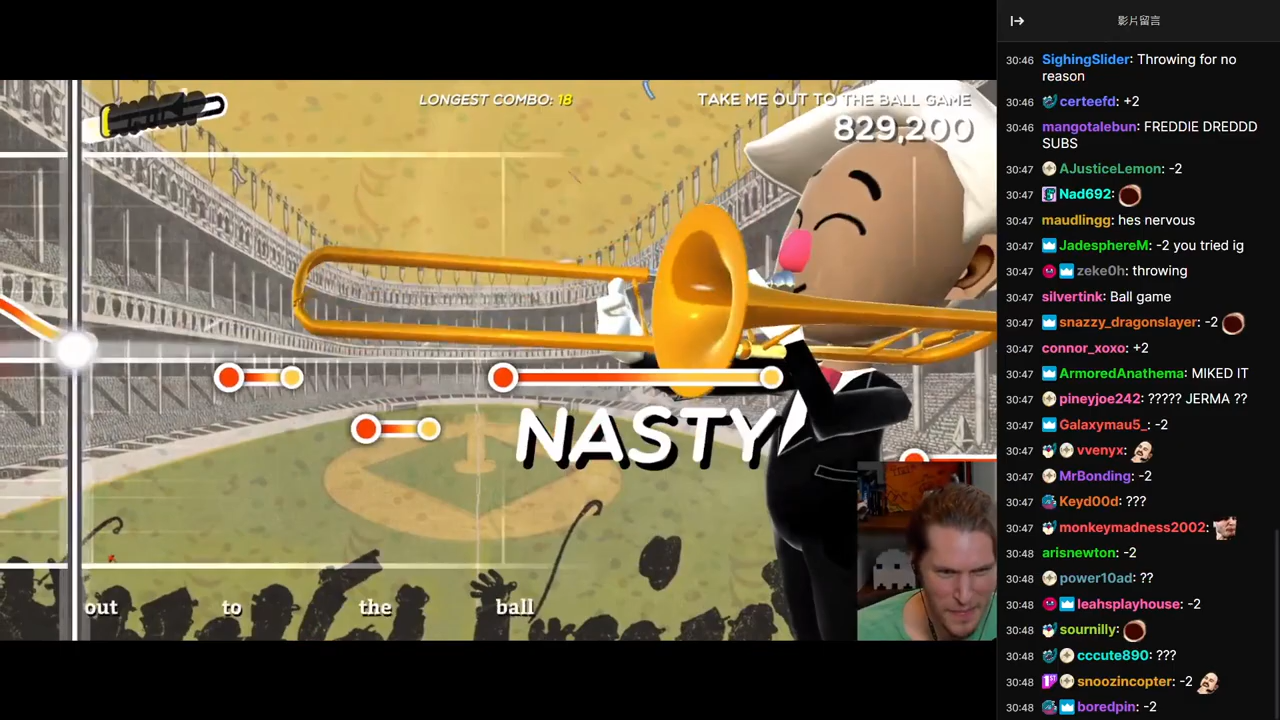 LONGEST COMBO: 18
TAKE ME OUT TO THE BALL GAME
829,200
NASTY
out to the ball
影片留言
30:46 SighingSlider: Throwing for no
reason
30:46 certeefd: +2
30:46 mangotalebun: FREDDIE DREDDD
SUBS
30:47 AJusticeLemon: -2
30:47 Nad692:
30:47 maudlingg: hes nervous
30:47 JadesphereM: -2 you tried ig
30:47 zeke0h: throwing
30:47 silvertink: Ball game
30:47 snazzy_dragonslayer: -2
30:47 connor_xoxo: +2
30:47 ArmoredAnathema: MIKED IT
30:47 pineyjoe242: ????? JERMA ??
30:47 Galaxymau5_: -2
30:47 vvenyx:
30:47 MrBonding: -2
30:47 Keyd00d: ???
30:47 monkeymadness2002:
30:48 arisnewton: -2
30:48 power10ad: ??
30:48 leahsplayhouse: -2
30:48 sournilly:
30:48 cccute890: ???
30:48 snoozincopter: -2
30:48 boredpin: -2